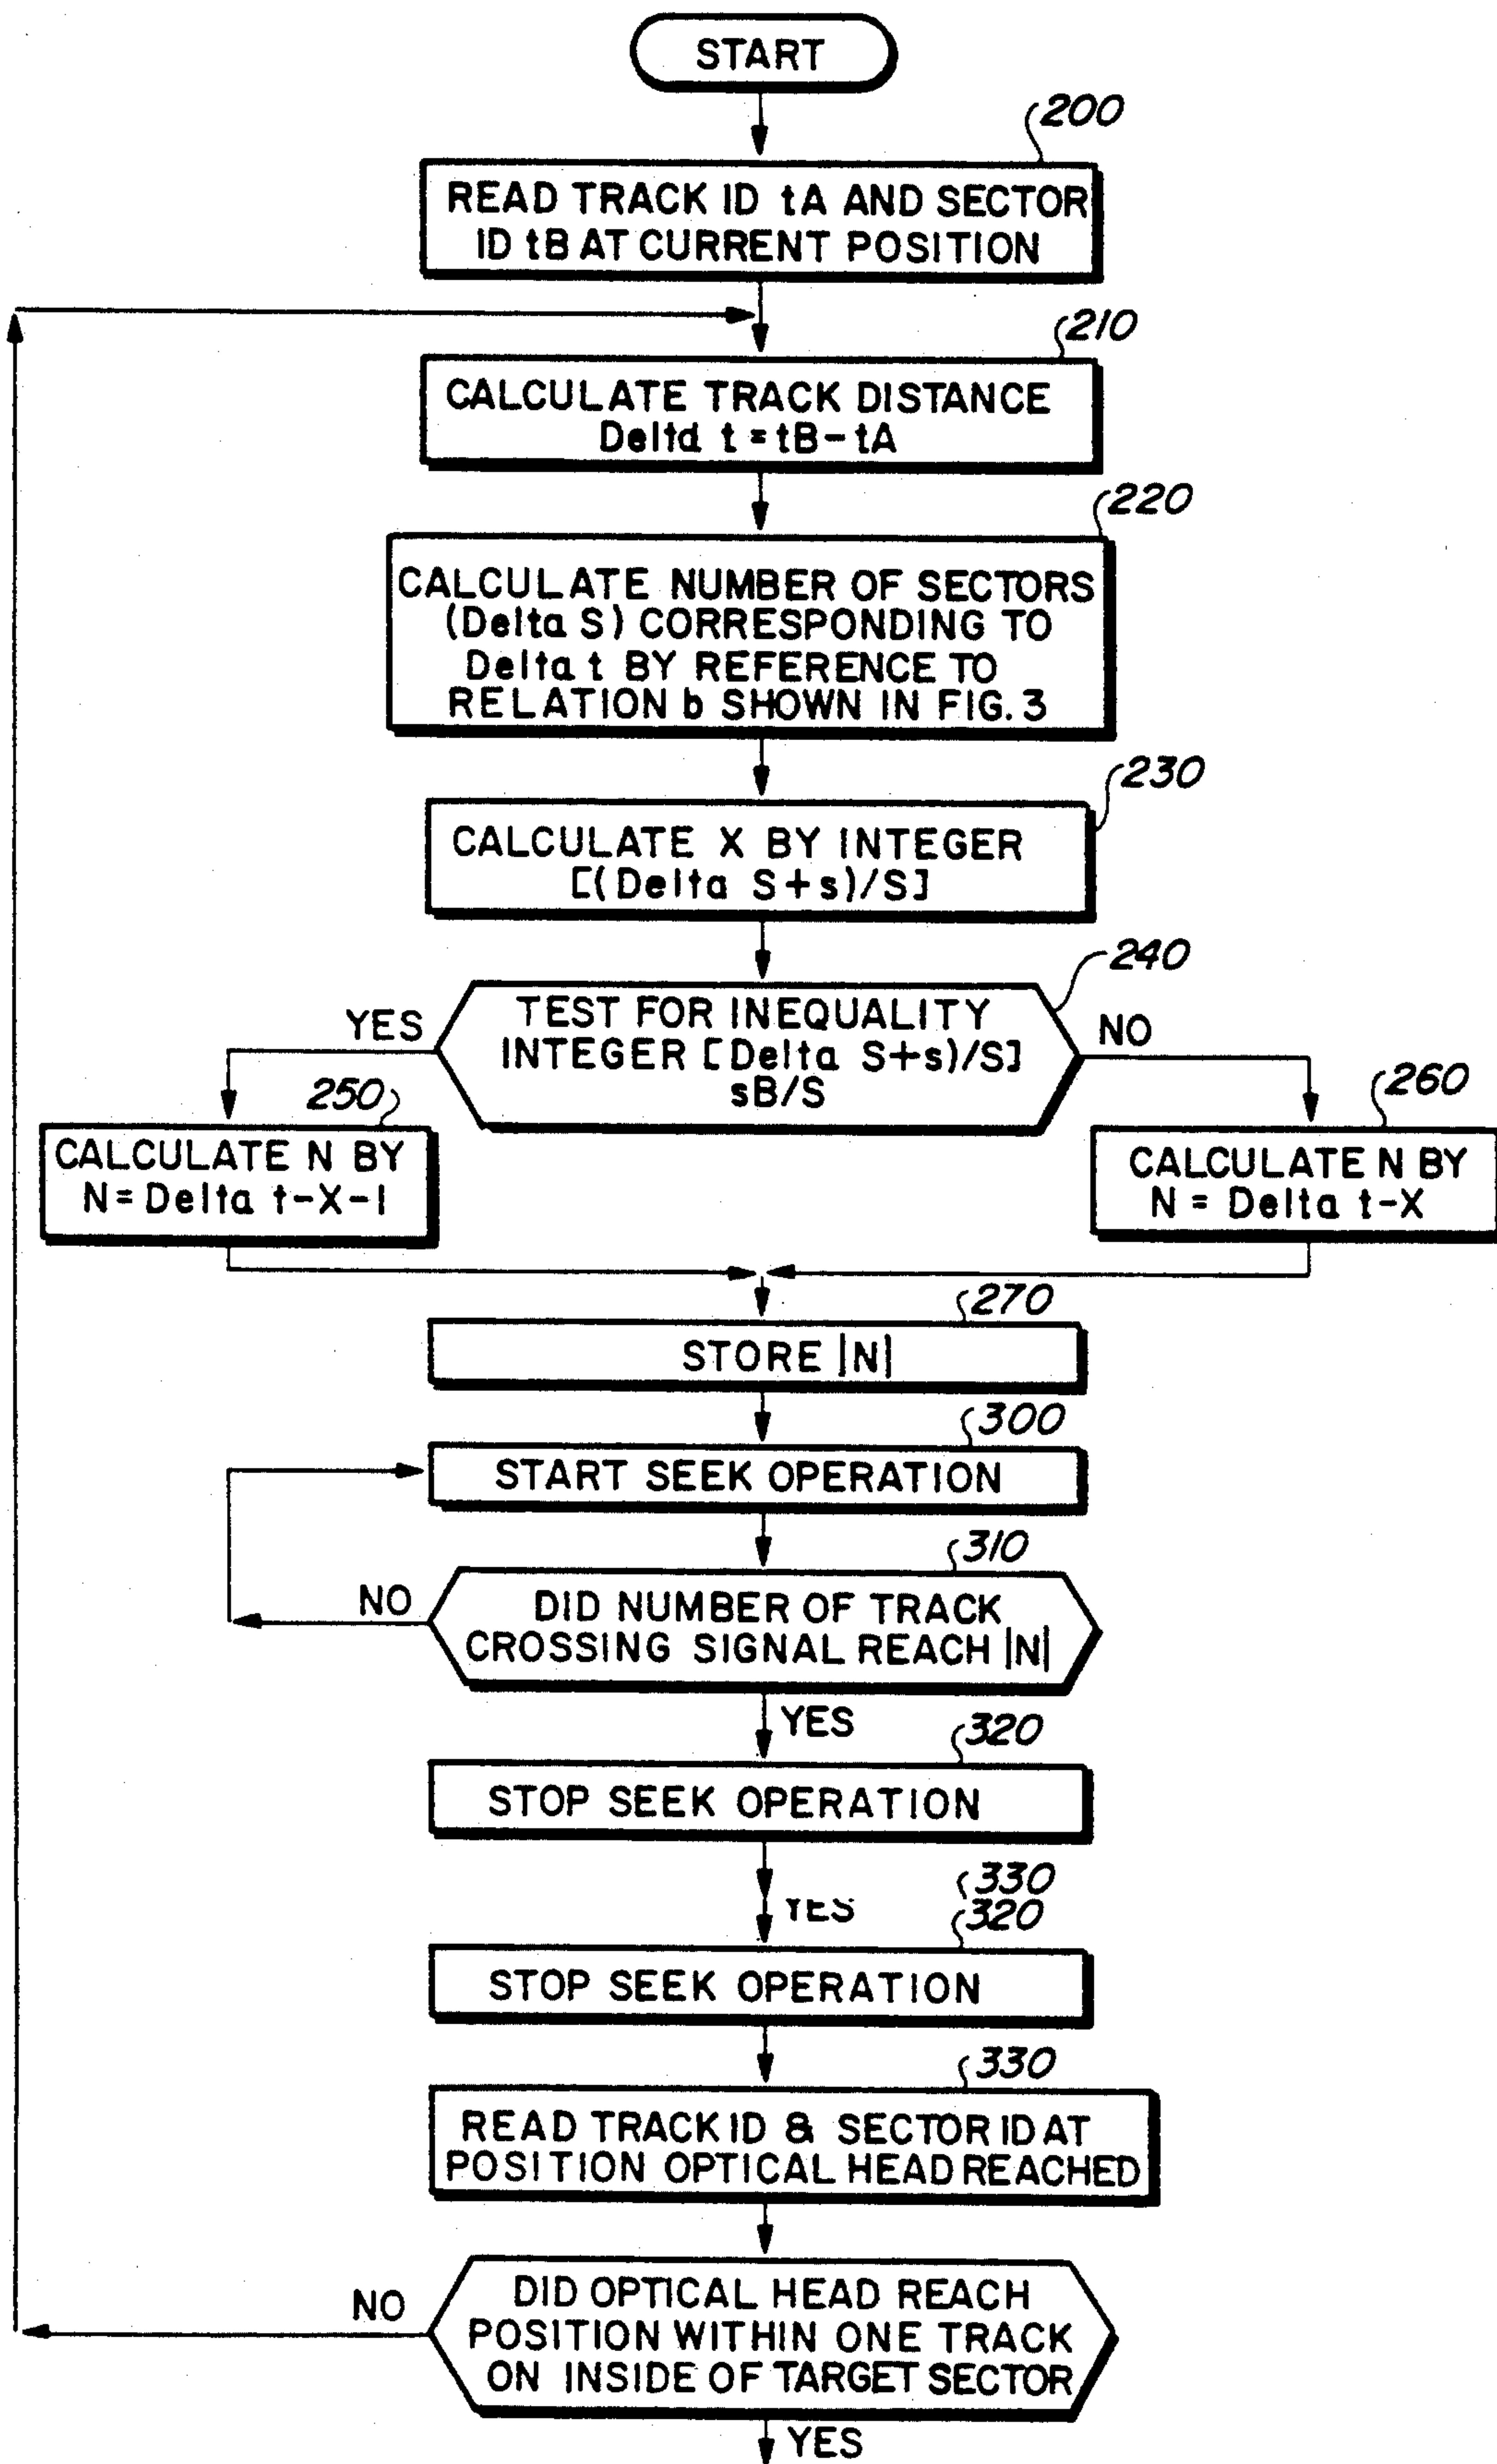 START
200
READ TRACK ID tA AND SECTOR
ID tB AT CURRENT POSITION
210
CALCULATE TRACK DISTANCE
Delta t = tB - tA
220
CALCULATE NUMBER OF SECTORS
(Delta S) CORRESPONDING TO
Delta t BY REFERENCE TO
RELATION b SHOWN IN FIG. 3
230
CALCULATE X BY INTEGER
[(Delta S+s)/S]
240
TEST FOR INEQUALITY
INTEGER [Delta S+s)/S]
sB/S
YES
NO
250
CALCULATE N BY
N= Delta t-X-1
260
CALCULATE N BY
N = Delta t-X
270
STORE |N|
300
START SEEK OPERATION
310
DID NUMBER OF TRACK
CROSSING SIGNAL REACH |N|
NO
YES
320
STOP SEEK OPERATION
330
YES
320
STOP SEEK OPERATION
330
READ TRACK ID & SECTOR ID AT
POSITION OPTICAL HEAD REACHED
DID OPTICAL HEAD REACH
POSITION WITHIN ONE TRACK
ON INSIDE OF TARGET SECTOR
NO
YES